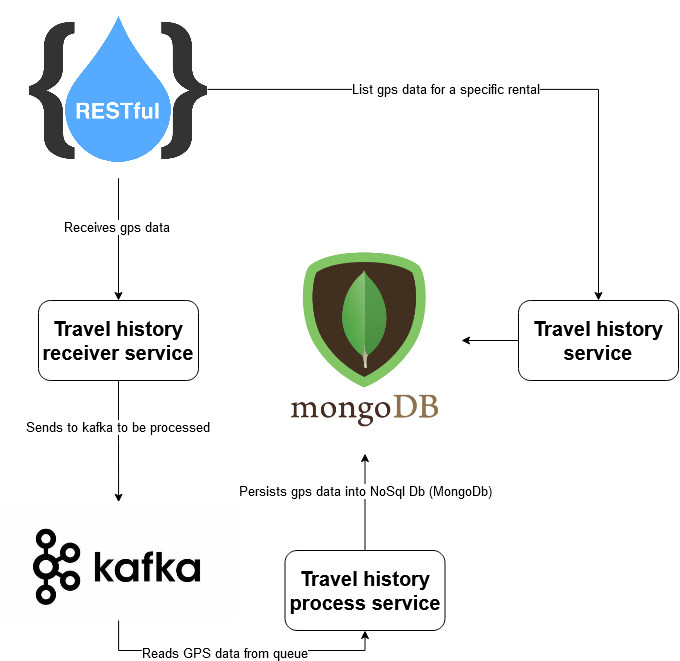 RESTful
List gps data for a specific rental
Receives gps data
Travel history
receiver service
Travel history
service
mongoDB
Sends to kafka to be processed
Persists gps data into NoSql Db (MongoDb)
kafka
Travel history
process service
Reads GPS data from queue